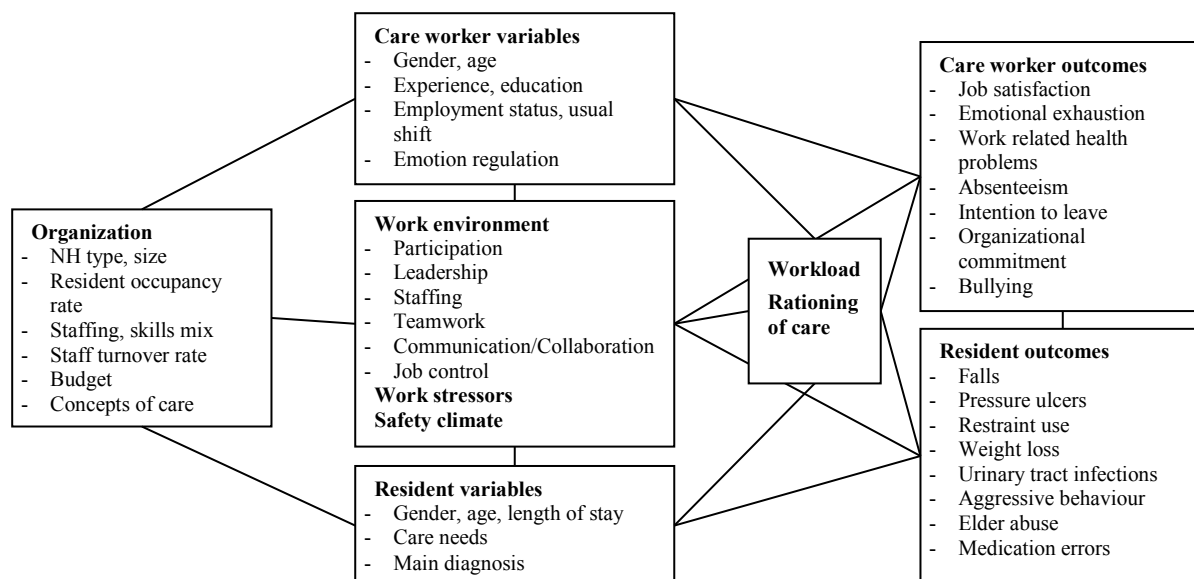 Organization
- NH type, size
- Resident occupancy
rate
- Staffing, skills mix
- Staff turnover rate
- Budget
- Concepts of care
Care worker variables
- Gender, age
- Experience, education
- Employment status, usual
shift
- Emotion regulation
Work environment
- Participation
- Leadership
- Staffing
- Teamwork
- Communication/Collaboration
- Job control
Work stressors
Safety climate
Resident variables
- Gender, age, length of stay
- Care needs
- Main diagnosis
Workload
Rationing
of care
Care worker outcomes
- Job satisfaction
- Emotional exhaustion
- Work related health
problems
- Absenteeism
- Intention to leave
- Organizational
commitment
- Bullying
Resident outcomes
- Falls
- Pressure ulcers
- Restraint use
- Weight loss
- Urinary tract infections
- Aggressive behaviour
- Elder abuse
- Medication errors